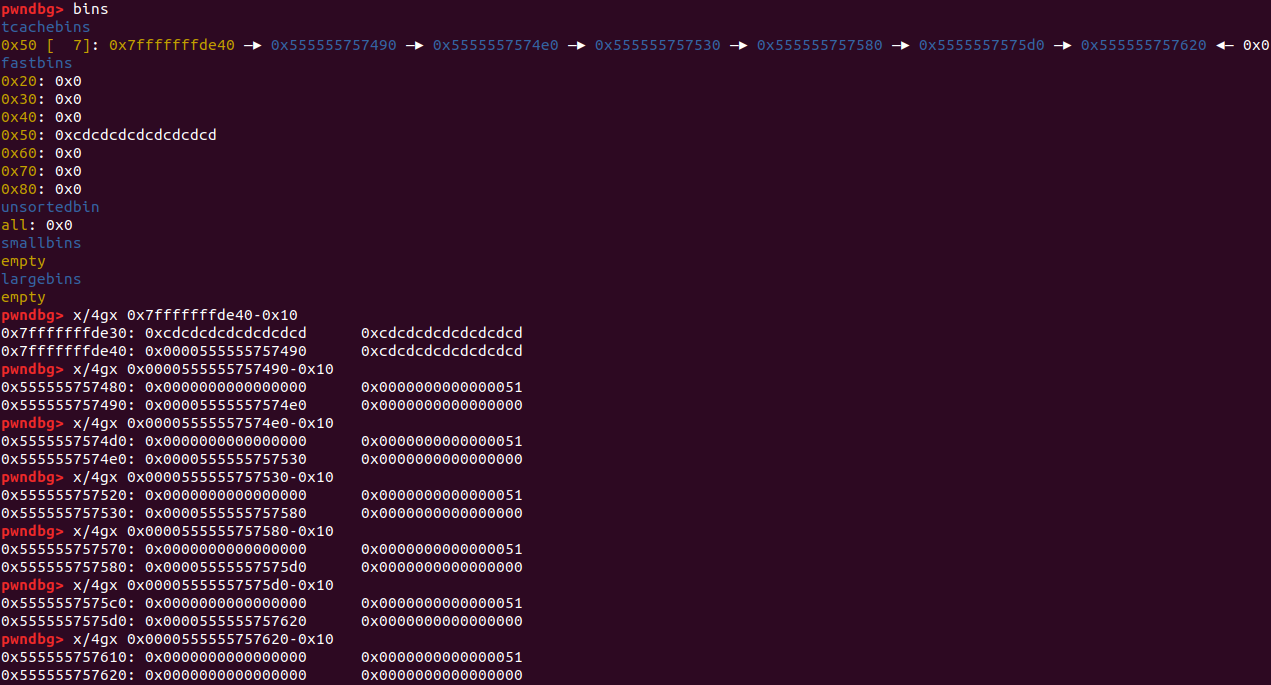 pwndbg> bins
tcachebins
0x50 [  7]: 0x7fffffffde40 —▸ 0x555555757490 —▸ 0x5555557574e0 —▸ 0x555555757530 —▸ 0x555555757580 —▸ 0x5555557575d0 —▸ 0x555555757620 ◂— 0x0
fastbins
0x20: 0x0
0x30: 0x0
0x40: 0x0
0x50: 0xcdcdcdcdcdcdcdcd
0x60: 0x0
0x70: 0x0
0x80: 0x0
unsortedbin
all: 0x0
smallbins
empty
largebins
empty
pwndbg> x/4gx 0x7fffffffde40-0x10
0x7fffffffde30: 0xcdcdcdcdcdcdcdcd      0xcdcdcdcdcdcdcdcd
0x7fffffffde40: 0x0000555555757490      0xcdcdcdcdcdcdcdcd
pwndbg> x/4gx 0x0000555555757490-0x10
0x555555757480: 0x0000000000000000      0x0000000000000051
0x555555757490: 0x00005555557574e0      0x0000000000000000
pwndbg> x/4gx 0x00005555557574e0-0x10
0x5555557574d0: 0x0000000000000000      0x0000000000000051
0x5555557574e0: 0x0000555555757530      0x0000000000000000
pwndbg> x/4gx 0x0000555555757530-0x10
0x555555757520: 0x0000000000000000      0x0000000000000051
0x555555757530: 0x0000555555757580      0x0000000000000000
pwndbg> x/4gx 0x0000555555757580-0x10
0x555555757570: 0x0000000000000000      0x0000000000000051
0x555555757580: 0x00005555557575d0      0x0000000000000000
pwndbg> x/4gx 0x00005555557575d0-0x10
0x5555557575c0: 0x0000000000000000      0x0000000000000051
0x5555557575d0: 0x0000555555757620      0x0000000000000000
pwndbg> x/4gx 0x0000555555757620-0x10
0x555555757610: 0x0000000000000000      0x0000000000000051
0x555555757620: 0x0000000000000000      0x0000000000000000